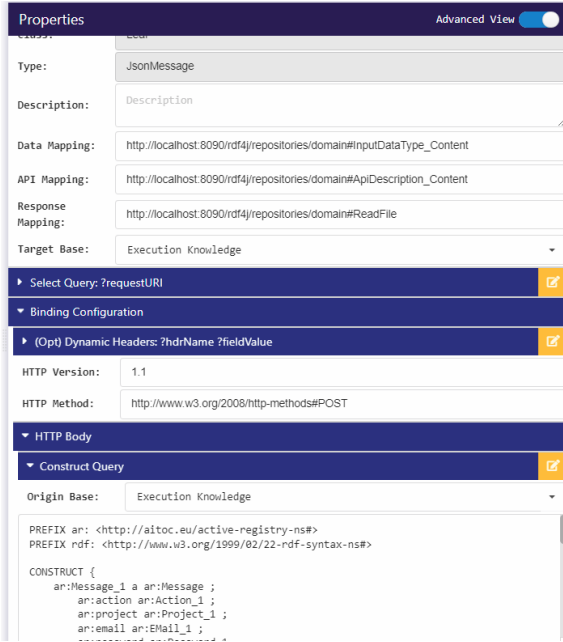 Properties
Advanced View
Type:
JsonMessage
Description:
Description
Data Mapping:
http://localhost:8090/rdf4j/repositories/domain#InputDataType_Content
API Mapping:
http://localhost:8090/rdf4j/repositories/domain#ApiDescription_Content
Response
Mapping:
http://localhost:8090/rdf4j/repositories/domain#ReadFile
Target Base:
Execution Knowledge
Select Query: ?requestURI
Binding Configuration
(Opt) Dynamic Headers: ?hdrName ?fieldValue
HTTP Version:
1.1
HTTP Method:
http://www.w3.org/2008/http-methods#POST
HTTP Body
Construct Query
Origin Base:
Execution Knowledge
PREFIX ar: <http://aitoc.eu/active-registry-ns#>
PREFIX rdf: <http://www.w3.org/1999/02/22-rdf-syntax-ns#>
CONSTRUCT {
ar:Message_1 a ar:Message ;
ar:action ar:Action_1 ;
ar:project ar:Project_1 ;
ar:email ar:EMail_1 ;